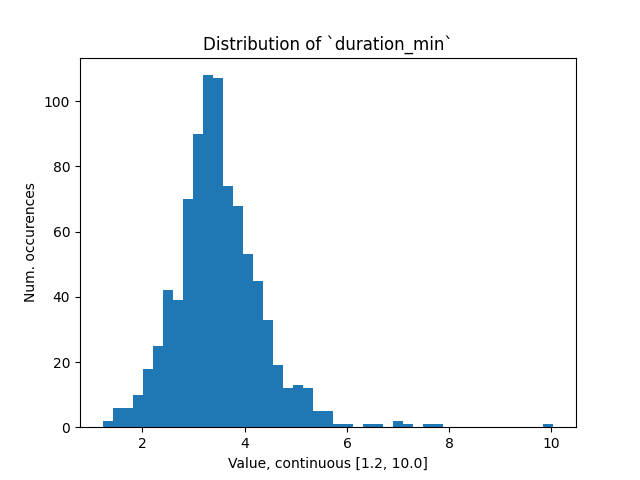 Distribution of `duration_min`
100
80
60
40
20
0
Num. occurences
2 4 6 8 10
Value, continuous [1.2, 10.0]